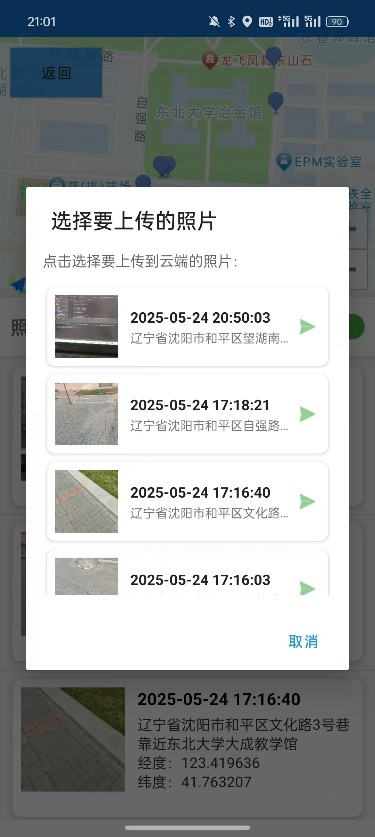 21:01
HD
5G
5G
90
返回
龙飞凤舞东山石
自强路
东北大学冶金馆
EPM实验室
选择要上传的照片
点击选择要上传到云端的照片：
2025-05-24 20:50:03
辽宁省沈阳市和平区望湖南...
2025-05-24 17:18:21
辽宁省沈阳市和平区自强路...
2025-05-24 17:16:40
辽宁省沈阳市和平区文化路...
2025-05-24 17:16:03
取消
2025-05-24 17:16:40
辽宁省沈阳市和平区文化路3号巷
靠近东北大学大成教学馆
经度：123.419636
纬度：41.763207